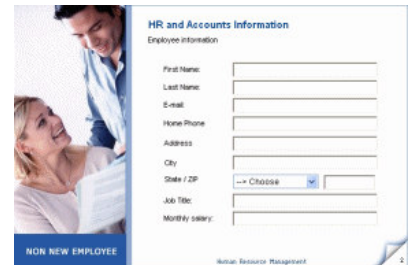 HR and Accounts Information
Employee information
First Name:
Last Name:
E-mail
Home Phone
Address
City
State / ZIP
--> Choose
Job Title:
Monthly salary:
NON NEW EMPLOYEE
Human Resource Management
2